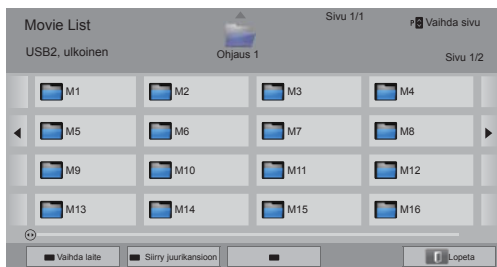 Movie List
Sivu 1/1
P Vaihda sivu
USB2, ulkoinen
Ohjaus 1
Sivu 1/2
M1 M2 M3 M4
M5 M6 M7 M8
M9 M10 M11 M12
M13 M14 M15 M16
Vaihda laite Siirry juurikansioon Lopeta